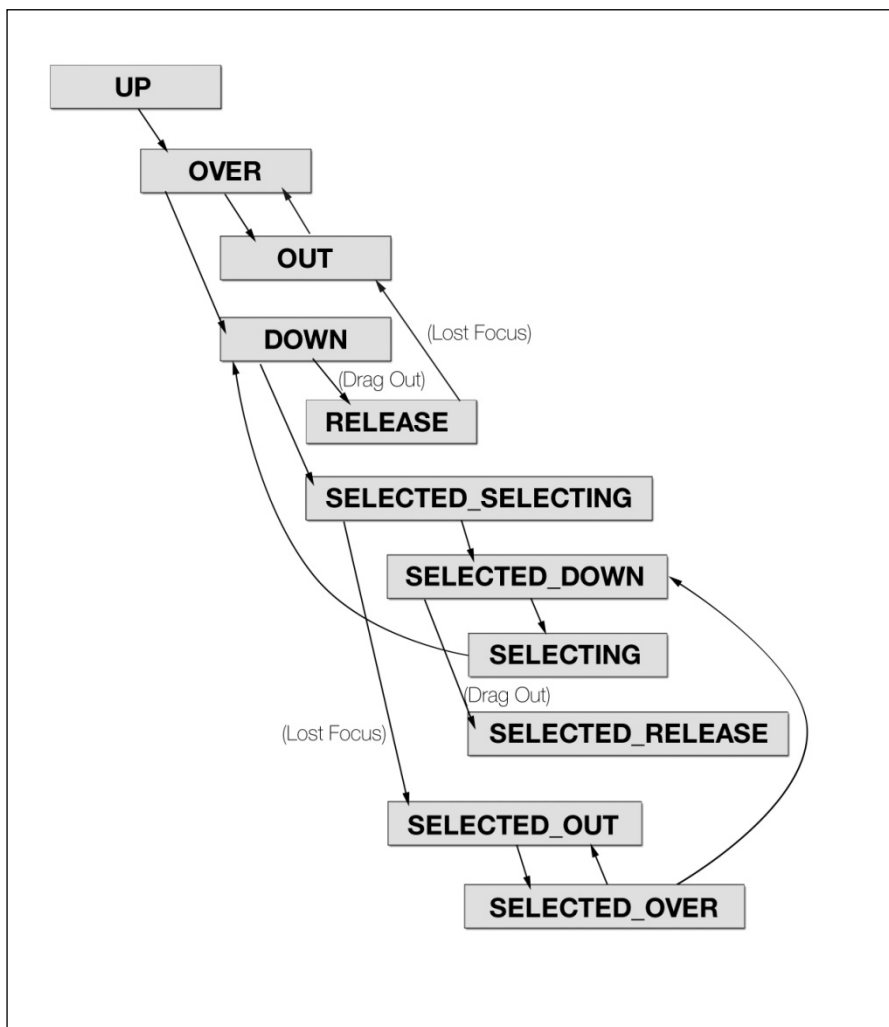 UP
OVER
OUT
DOWN
(Lost Focus)
(Drag Out)
RELEASE
SELECTED_SELECTING
SELECTED_DOWN
SELECTING
(Drag Out)
SELECTED_RELEASE
(Lost Focus)
SELECTED_OUT
SELECTED_OVER